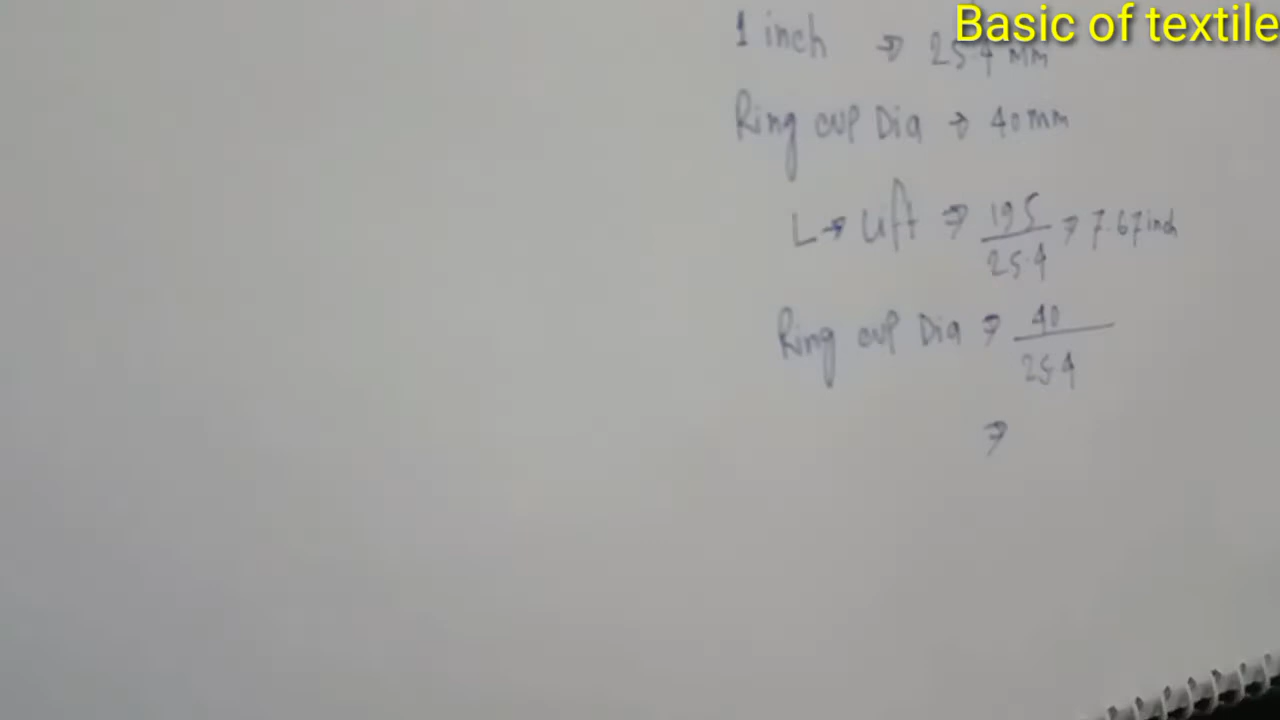 Basic of textile
1 inch ⇒ 25.4 mm
Ring cup Dia → 40mm
L → Lift ⇒ 195/25.4 ⇒ 7.67 inch
Ring cup Dia ⇒ 40/25.4
⇒